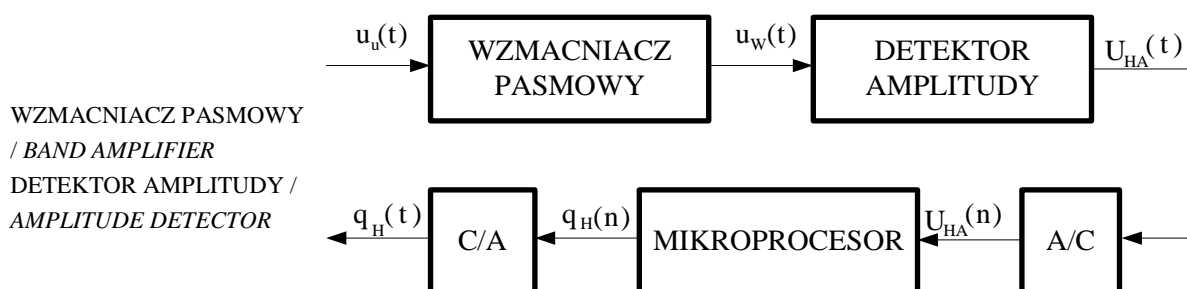 u_u(t)
WZMACNIACZ
PASMOWY
u_W(t)
DETEKTOR
AMPLITUDY
U_HA(t)
WZMACNIACZ PASMOWY
/ BAND AMPLIFIER
DETEKTOR AMPLITUDY /
AMPLITUDE DETECTOR
q_H(t)
C/A
q_H(n)
MIKROPROCESOR
U_HA(n)
A/C